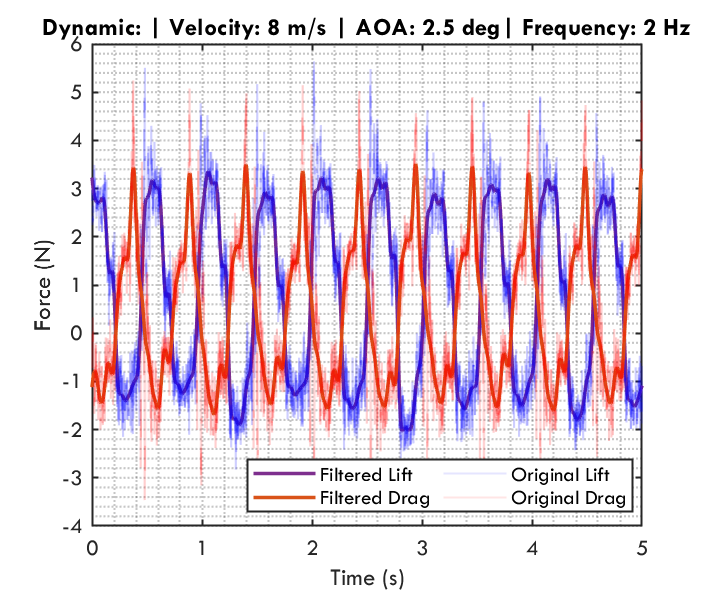 Dynamic: | Velocity: 8 m/s | AOA: 2.5 deg| Frequency: 2 Hz
6
5
4
3
2
1
0
-1
-2
-3
-4
Force (N)
Filtered Lift
Original Lift
Filtered Drag
Original Drag
0 1 2 3 4 5
Time (s)